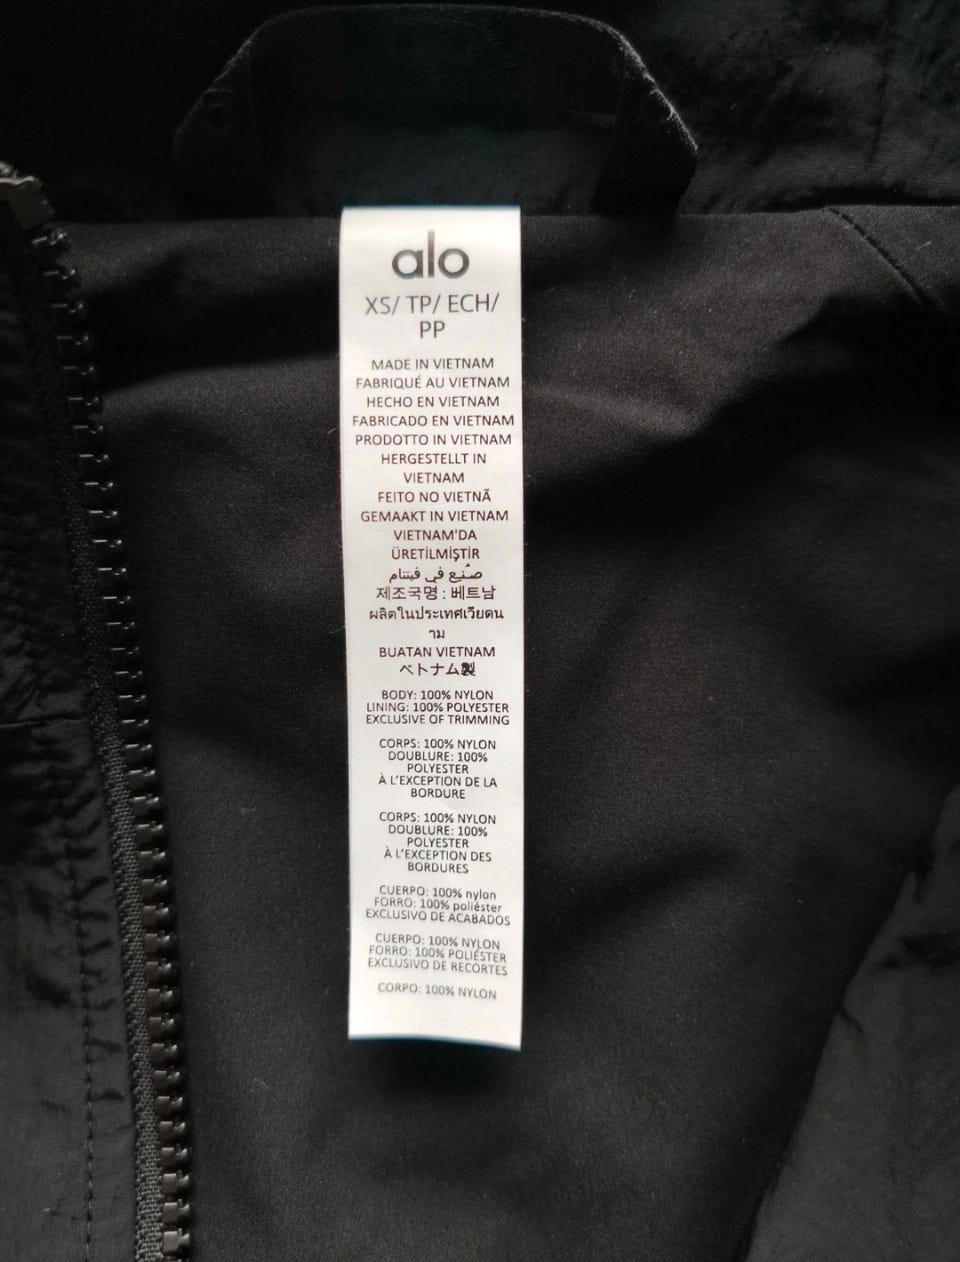 alo
XS/ TP/ ECH/
PP
MADE IN VIETNAM
FABRIQUÉ AU VIETNAM
HECHO EN VIETNAM
FABRICADO EN VIETNAM
PRODOTTO IN VIETNAM
HERGESTELLT IN
VIETNAM
FEITO NO VIETNÃ
GEMAAKT IN VIETNAM
VIETNAM'DA
ÜRETİLMİŞTİR
صُنع في فيتنام
제조국명 : 베트남
ผลิตในประเทศเวียดน
าม
BUATAN VIETNAM
ベトナム製
BODY: 100% NYLON
LINING: 100% POLYESTER
EXCLUSIVE OF TRIMMING
CORPS: 100% NYLON
DOUBLURE: 100%
POLYESTER
À L'EXCEPTION DE LA
BORDURE
CORPS: 100% NYLON
DOUBLURE: 100%
POLYESTER
À L'EXCEPTION DES
BORDURES
CUERPO: 100% nylon
FORRO: 100% poliéster
EXCLUSIVO DE ACABADOS
CUERPO: 100% NYLON
FORRO: 100% POLIÉSTER
EXCLUSIVO DE RECORTES
CORPO: 100% NYLON